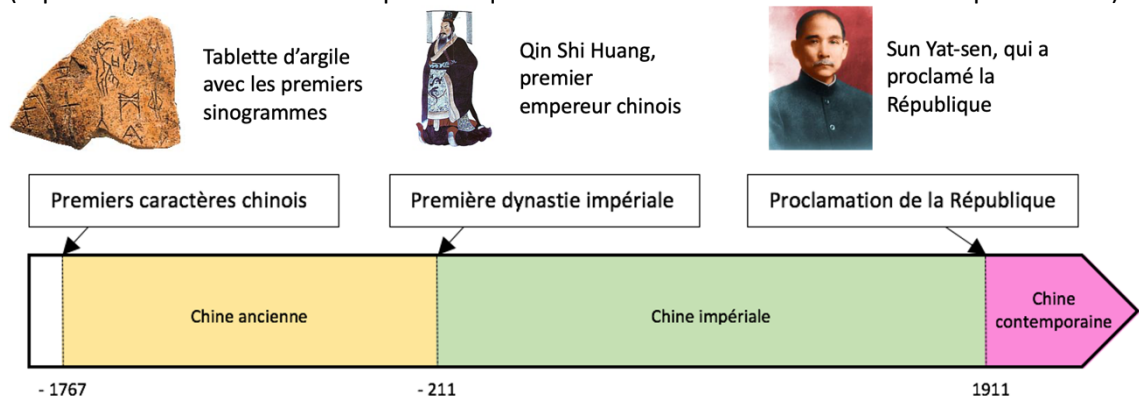 Tablette d’argile
avec les premiers
sinogrammes
Qin Shi Huang,
premier
empereur chinois
Sun Yat-sen, qui a
proclamé la
République
Premiers caractères chinois
Première dynastie impériale
Proclamation de la République
Chine ancienne
Chine impériale
Chine
contemporaine
- 1767
- 211
1911